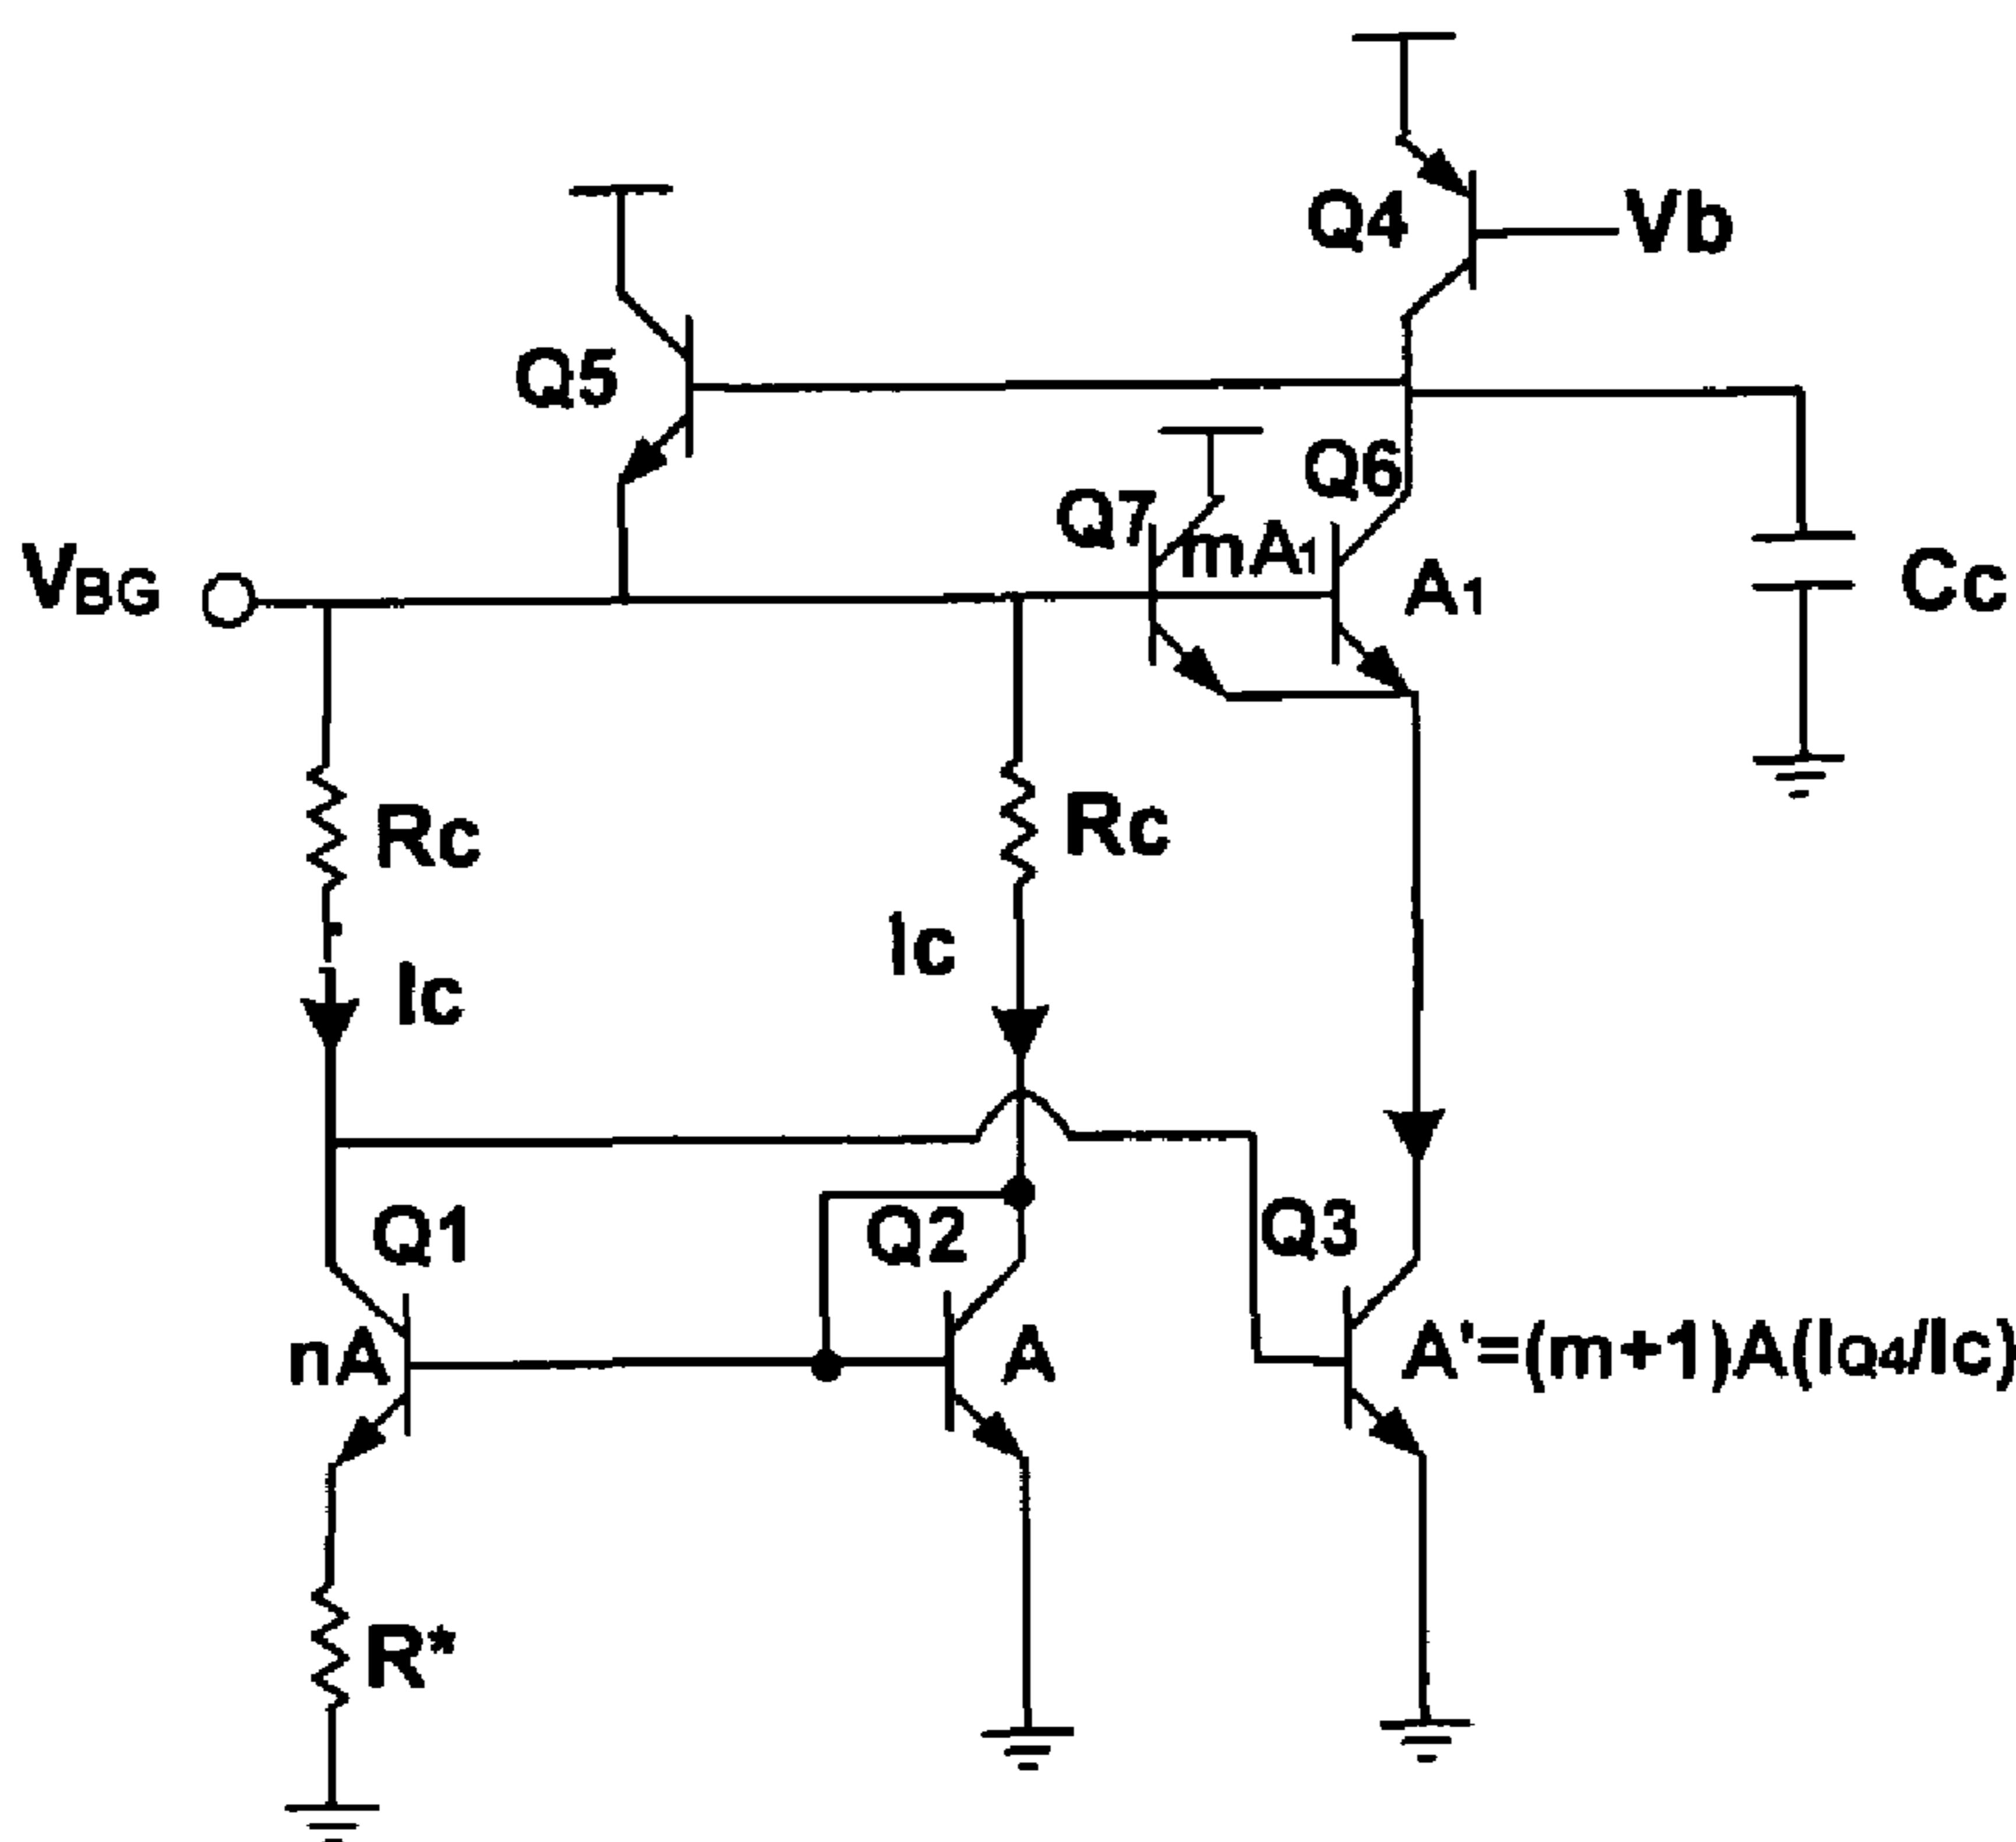 Q4
Vb
Q5
Q6
Q7
mA1
VBG
A1
Cc
Rc
Rc
Ic
Ic
Q1
Q2
Q3
nA
A
A'=(m+1)A(IQ4/Ic)
R*